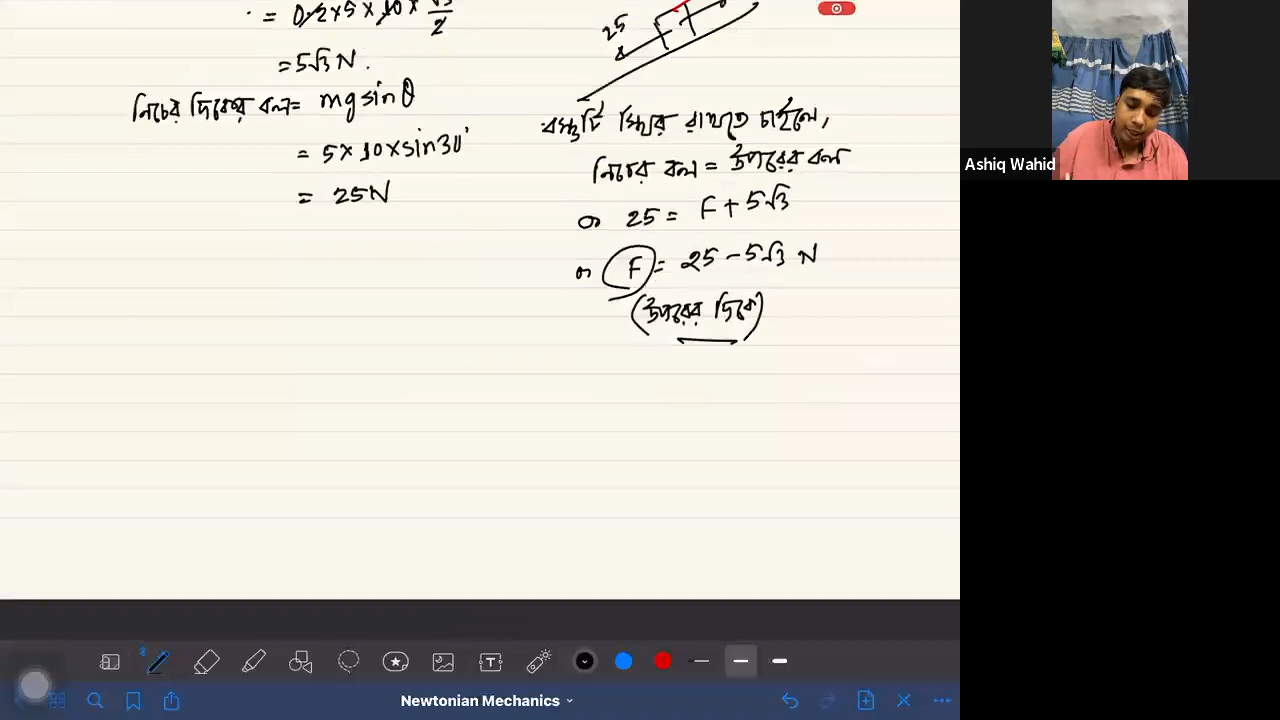 . = 0.2×5×10×√3/2
= 5√3 N.
নিচের দিকের বল= mg sin θ
= 5×10×sin30°
= 25N
25
F
বস্তুটি স্থির রাখতে চাইলে,
নিচের বল = উপরের বল
বা 25 = F + 5√3
বা F = 25 - 5√3 N
(উপরের দিকে)
Ashiq Wahid
Newtonian Mechanics